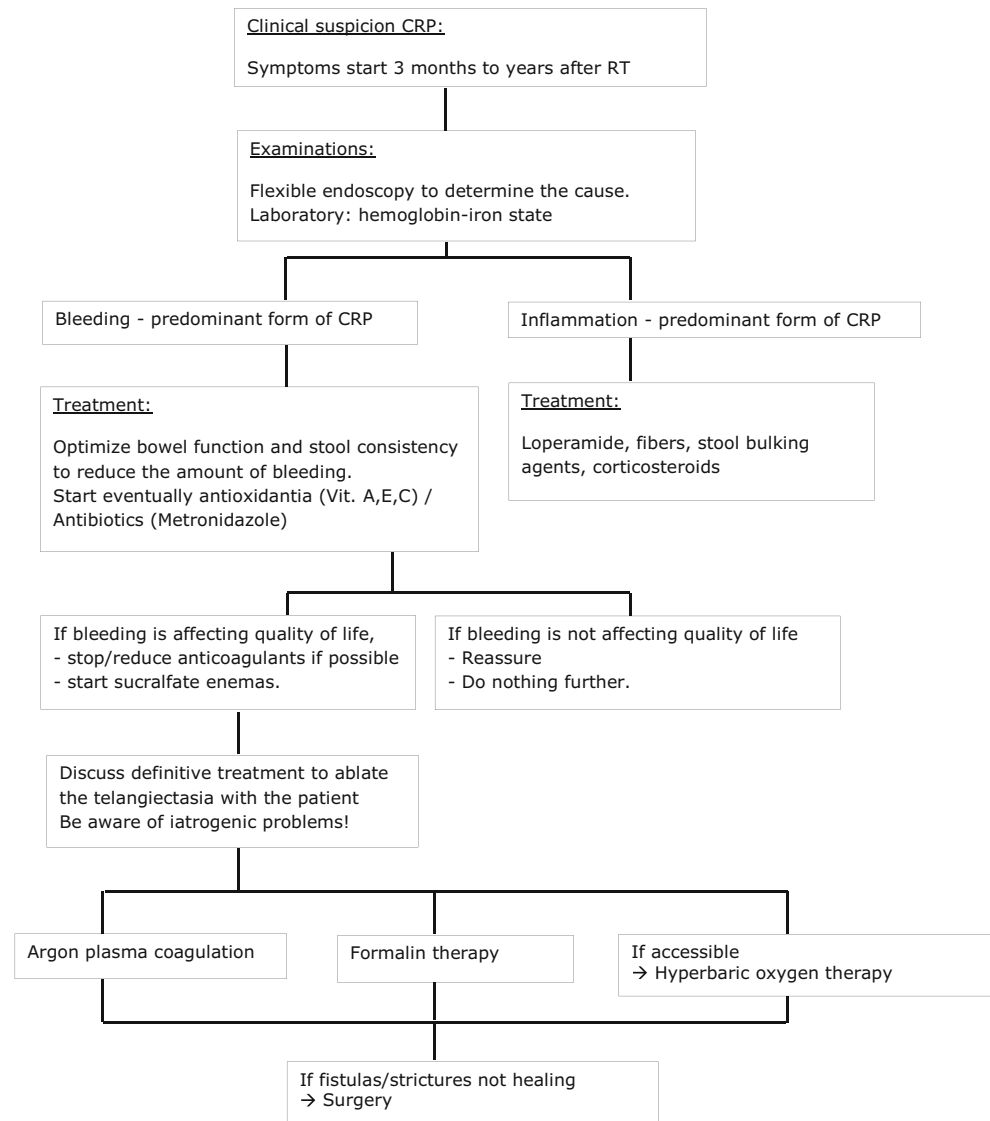 Clinical suspicion CRP:
Symptoms start 3 months to years after RT
Examinations:
Flexible endoscopy to determine the cause.
Laboratory: hemoglobin-iron state
Bleeding - predominant form of CRP
Inflammation - predominant form of CRP
Treatment:
Optimize bowel function and stool consistency
to reduce the amount of bleeding.
Start eventually antioxidantia (Vit. A,E,C) /
Antibiotics (Metronidazole)
Treatment:
Loperamide, fibers, stool bulking
agents, corticosteroids
If bleeding is affecting quality of life,
- stop/reduce anticoagulants if possible
- start sucralfate enemas.
If bleeding is not affecting quality of life
- Reassure
- Do nothing further.
Discuss definitive treatment to ablate
the telangiectasia with the patient
Be aware of iatrogenic problems!
Argon plasma coagulation
Formalin therapy
If accessible
→ Hyperbaric oxygen therapy
If fistulas/strictures not healing
→ Surgery